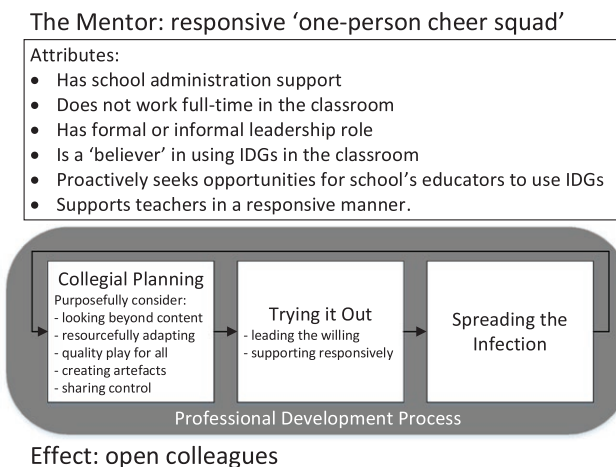 The Mentor: responsive ‘one-person cheer squad’
Attributes:
• Has school administration support
• Does not work full-time in the classroom
• Has formal or informal leadership role
• Is a ‘believer’ in using IDGs in the classroom
• Proactively seeks opportunities for school’s educators to use IDGs
• Supports teachers in a responsive manner.
Collegial Planning
Purposefully consider:
- looking beyond content
- resourcefully adapting
- quality play for all
- creating artefacts
- sharing control
Trying it Out
- leading the willing
- supporting responsively
Spreading the
Infection
Professional Development Process
Effect: open colleagues